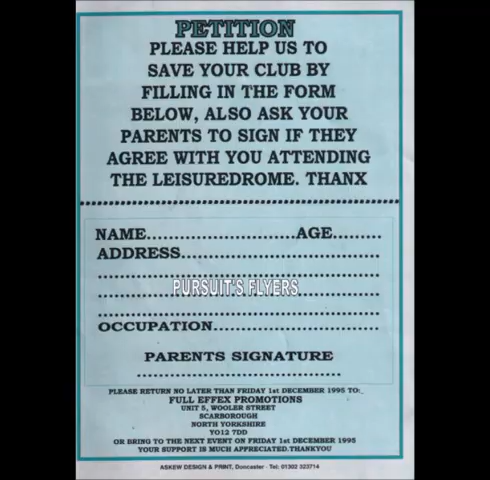 PETITION
PLEASE HELP US TO
SAVE YOUR CLUB BY
FILLING IN THE FORM
BELOW, ALSO ASK YOUR
PARENTS TO SIGN IF THEY
AGREE WITH YOU ATTENDING
THE LEISUREDROME. THANX
NAME....................AGE.........
ADDRESS....................................
PURSUIT'S FLYERS
OCCUPATION..............................
PARENTS SIGNATURE
PLEASE RETURN NO LATER THAN FRIDAY 1st DECEMBER 1995 TO:
FULL EFFEX PROMOTIONS
UNIT 5, WOOLER STREET
SCARBOROUGH
NORTH YORKSHIRE
YO12 7DD
OR BRING TO THE NEXT EVENT ON FRIDAY 1st DECEMBER 1995
YOUR SUPPORT IS MUCH APPRECIATED.THANKYOU
ASKEW DESIGN & PRINT, Doncaster - Tel: 01302 323714